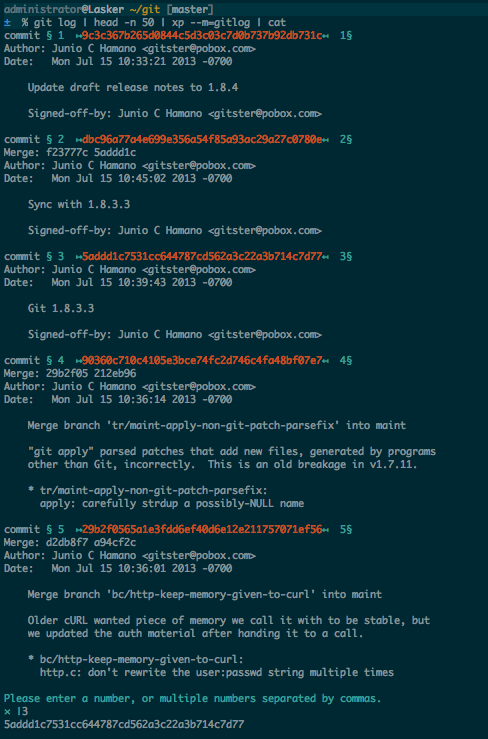 administrator@Lasker ~/git [master]
± % git log | head -n 50 | xp --m=gitlog | cat
commit § 1 ↦9c3c367b265d0844c5d3c03c7d0b737b92db731c↤ 1§
Author: Junio C Hamano <gitster@pobox.com>
Date: Mon Jul 15 10:33:21 2013 -0700
Update draft release notes to 1.8.4
Signed-off-by: Junio C Hamano <gitster@pobox.com>
commit § 2 ↦dbc96a77a4e699e356a54f85a93ac29a27c0780e↤ 2§
Merge: f23777c 5addd1c
Author: Junio C Hamano <gitster@pobox.com>
Date: Mon Jul 15 10:45:02 2013 -0700
Sync with 1.8.3.3
Signed-off-by: Junio C Hamano <gitster@pobox.com>
commit § 3 ↦5addd1c7531cc644787cd562a3c22a3b714c7d77↤ 3§
Author: Junio C Hamano <gitster@pobox.com>
Date: Mon Jul 15 10:39:43 2013 -0700
Git 1.8.3.3
Signed-off-by: Junio C Hamano <gitster@pobox.com>
commit § 4 ↦90360c710c4105e3bce74fc2d746c4fa48bf07e7↤ 4§
Merge: 29b2f05 212eb96
Author: Junio C Hamano <gitster@pobox.com>
Date: Mon Jul 15 10:36:14 2013 -0700
Merge branch 'tr/maint-apply-non-git-patch-parsefix' into maint
"git apply" parsed patches that add new files, generated by programs
other than Git, incorrectly. This is an old breakage in v1.7.11.
* tr/maint-apply-non-git-patch-parsefix:
apply: carefully strdup a possibly-NULL name
commit § 5 ↦29b2f0565a1e3fdd6ef40d6e12e211757071ef56↤ 5§
Merge: d2db8f7 a94cf2c
Author: Junio C Hamano <gitster@pobox.com>
Date: Mon Jul 15 10:36:01 2013 -0700
Merge branch 'bc/http-keep-memory-given-to-curl' into maint
Older cURL wanted piece of memory we call it with to be stable, but
we updated the auth material after handing it to a call.
* bc/http-keep-memory-given-to-curl:
http.c: don't rewrite the user:passwd string multiple times
Please enter a number, or multiple numbers separated by commas.
× |3
5addd1c7531cc644787cd562a3c22a3b714c7d77